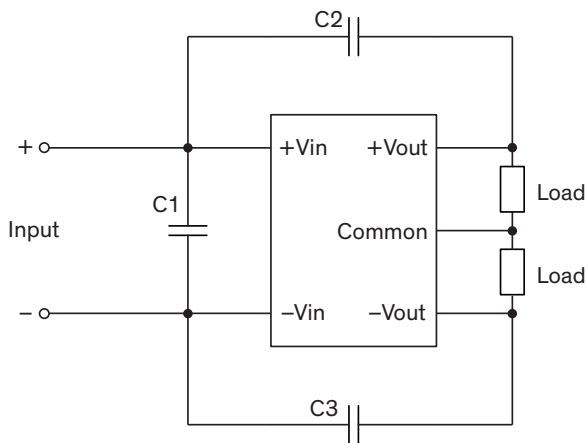 C2
+
+Vin
+Vout
C1
Load
Input
Common
Load
−
−Vin
−Vout
C3